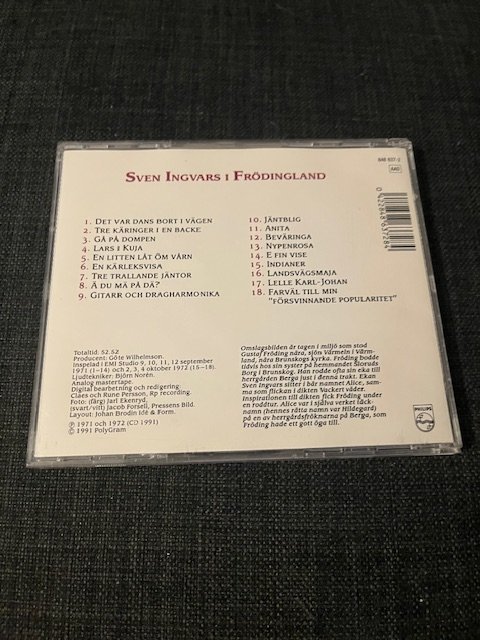 848 637-2
AAD
SVEN INGVARS I FRÖDINGLAND
1. DET VAR DANS BORT I VÄGEN
2. TRE KÄRINGER I EN BACKE
3. GÅ PÅ DOMPEN
4. LARS I KUJA
5. EN LITTEN LÅT ÖM VÅRN
6. EN KÄRLEKSVISA
7. TRE TRALLANDE JÄNTOR
8. Ä DU MÄ PÅ DÄ?
9. GITARR OCH DRAGHARMONIKA
10. JÄNTBLIG
11. ANITA
12. BEVÄRINGA
13. NYPENROSA
14. E FIN VISE
15. INDIANER
16. LANDSVÄGSMAJA
17. LELLE KARL-JOHAN
18. FARVÄL TILL MIN
"FÖRSVINNANDE POPULARITET"
Totaltid: 52.52
Producent: Göte Wilhelmson.
Inspelad i EMI Studio 9, 10, 11, 12 september
1971 (1–14) och 2, 3, 4 oktober 1972 (15–18).
Ljudtekniker: Björn Norén.
Analog mastertape.
Digital bearbetning och redigering:
Claes och Rune Persson, Rp recording.
Foto: (färg) Jarl Ekenryd,
(svart/vitt) Jacob Forsell, Pressens Bild.
Layout: Johan Brodin Idé & Form.
Ⓟ 1971 och 1972 (CD 1991)
© 1991 PolyGram
Omslagsbilden är tagen i miljö som stod
Gustaf Fröding nära, sjön Värmeln i Värm-
land, nära Brunskogs kyrka. Fröding bodde
tidvis hos sin syster på hemmanet Slorudsborg
Borg i Brunskog. Han rodde ofta sin eka till
herrgården Berga just i denna trakt. Ekan
Sven Ingvars sitter i bär namnet Alice, samma
som flickan i dikten Vackert väder.
Inspirationen till dikten fick Fröding under
en roddtur. Alice var i själva verket täck-
namn (hennes rätta namn var Hildegard)
på en av herrgårdsfröknarna på Berga, som
Fröding hade ett gott öga till.
PHILIPS